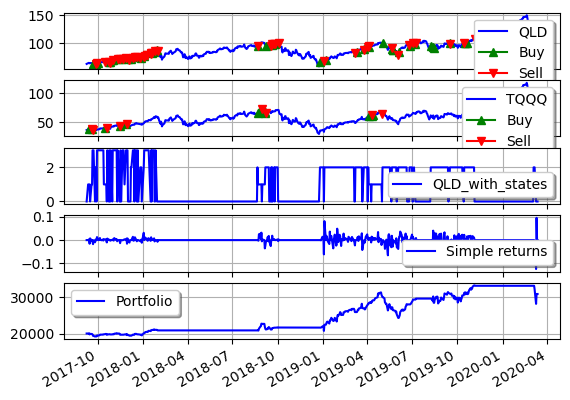 150
100
QLD
Buy
Sell
100
50
TQQQ
Buy
Sell
2
0
QLD_with_states
0.1
0.0
−0.1
Simple returns
30000
20000
Portfolio
2017-10
2018-01
2018-04
2018-07
2018-10
2019-01
2019-04
2019-07
2019-10
2020-01
2020-04